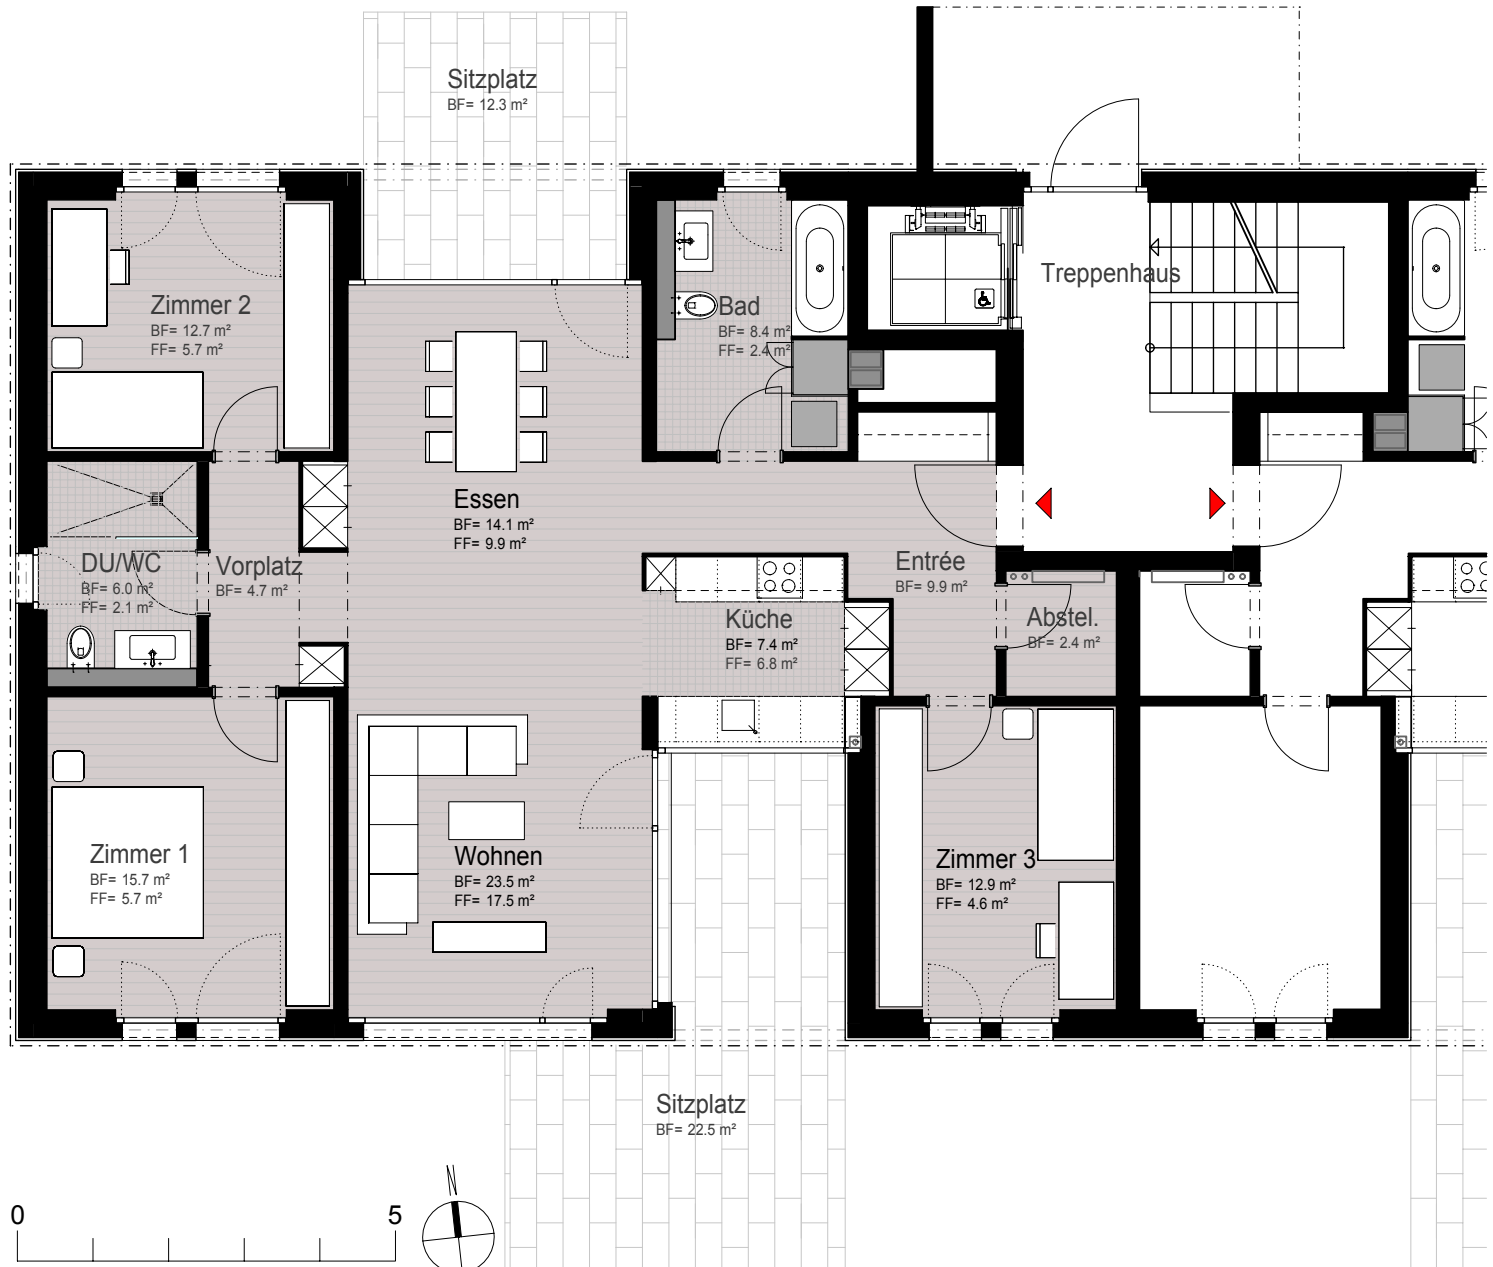 Sitzplatz
BF= 12.3 m²
Zimmer 2
BF= 12.7 m²
FF= 5.7 m²
Bad
BF= 8.4 m²
FF= 2.4 m²
Treppenhaus
Essen
BF= 14.1 m²
FF= 9.9 m²
DU/WC
BF= 6.0 m²
FF= 2.1 m²
Vorplatz
BF= 4.7 m²
Entrée
BF= 9.9 m²
Küche
BF= 7.4 m²
FF= 6.8 m²
Abstel.
BF= 2.4 m²
Zimmer 1
BF= 15.7 m²
FF= 5.7 m²
Wohnen
BF= 23.5 m²
FF= 17.5 m²
Zimmer 3
BF= 12.9 m²
FF= 4.6 m²
Sitzplatz
BF= 22.5 m²
0 5
N